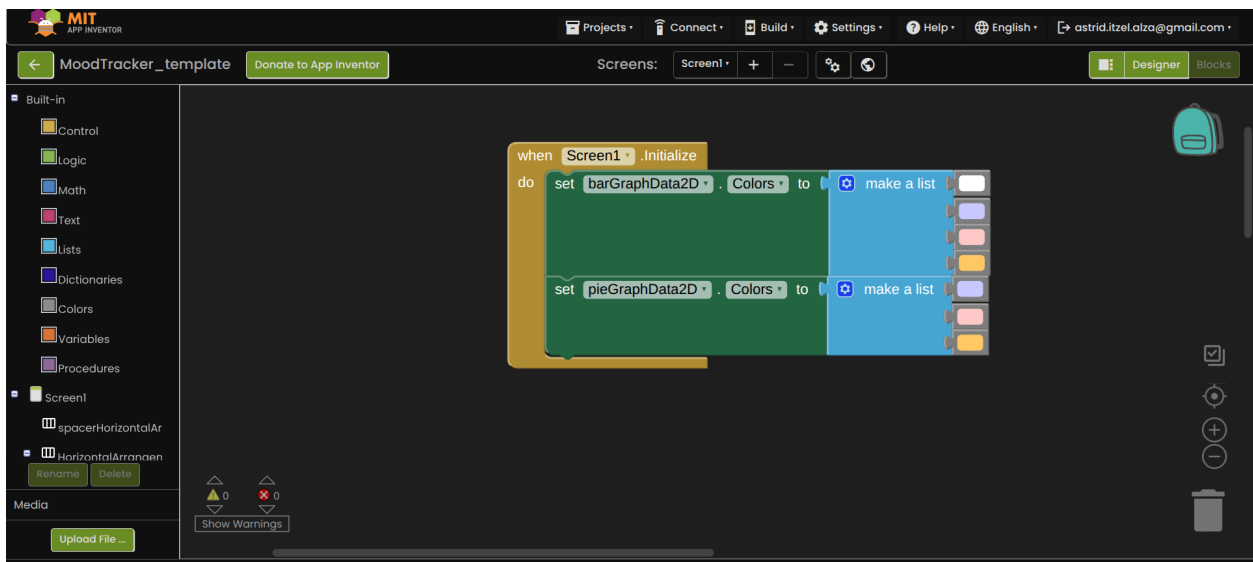 MIT
APP INVENTOR
Projects
Connect
Build
Settings
Help
English
astrid.itzel.alza@gmail.com
MoodTracker_template
Donate to App Inventor
Screens:
Screen1
Designer
Blocks
Built-in
Control
Logic
Math
Text
Lists
Dictionaries
Colors
Variables
Procedures
Screen1
spacerHorizontalAr
HorizontalArrangen
Rename
Delete
Media
Upload File ...
when Screen1 .Initialize
do set barGraphData2D . Colors to make a list
set pieGraphData2D . Colors to make a list
0 0
Show Warnings